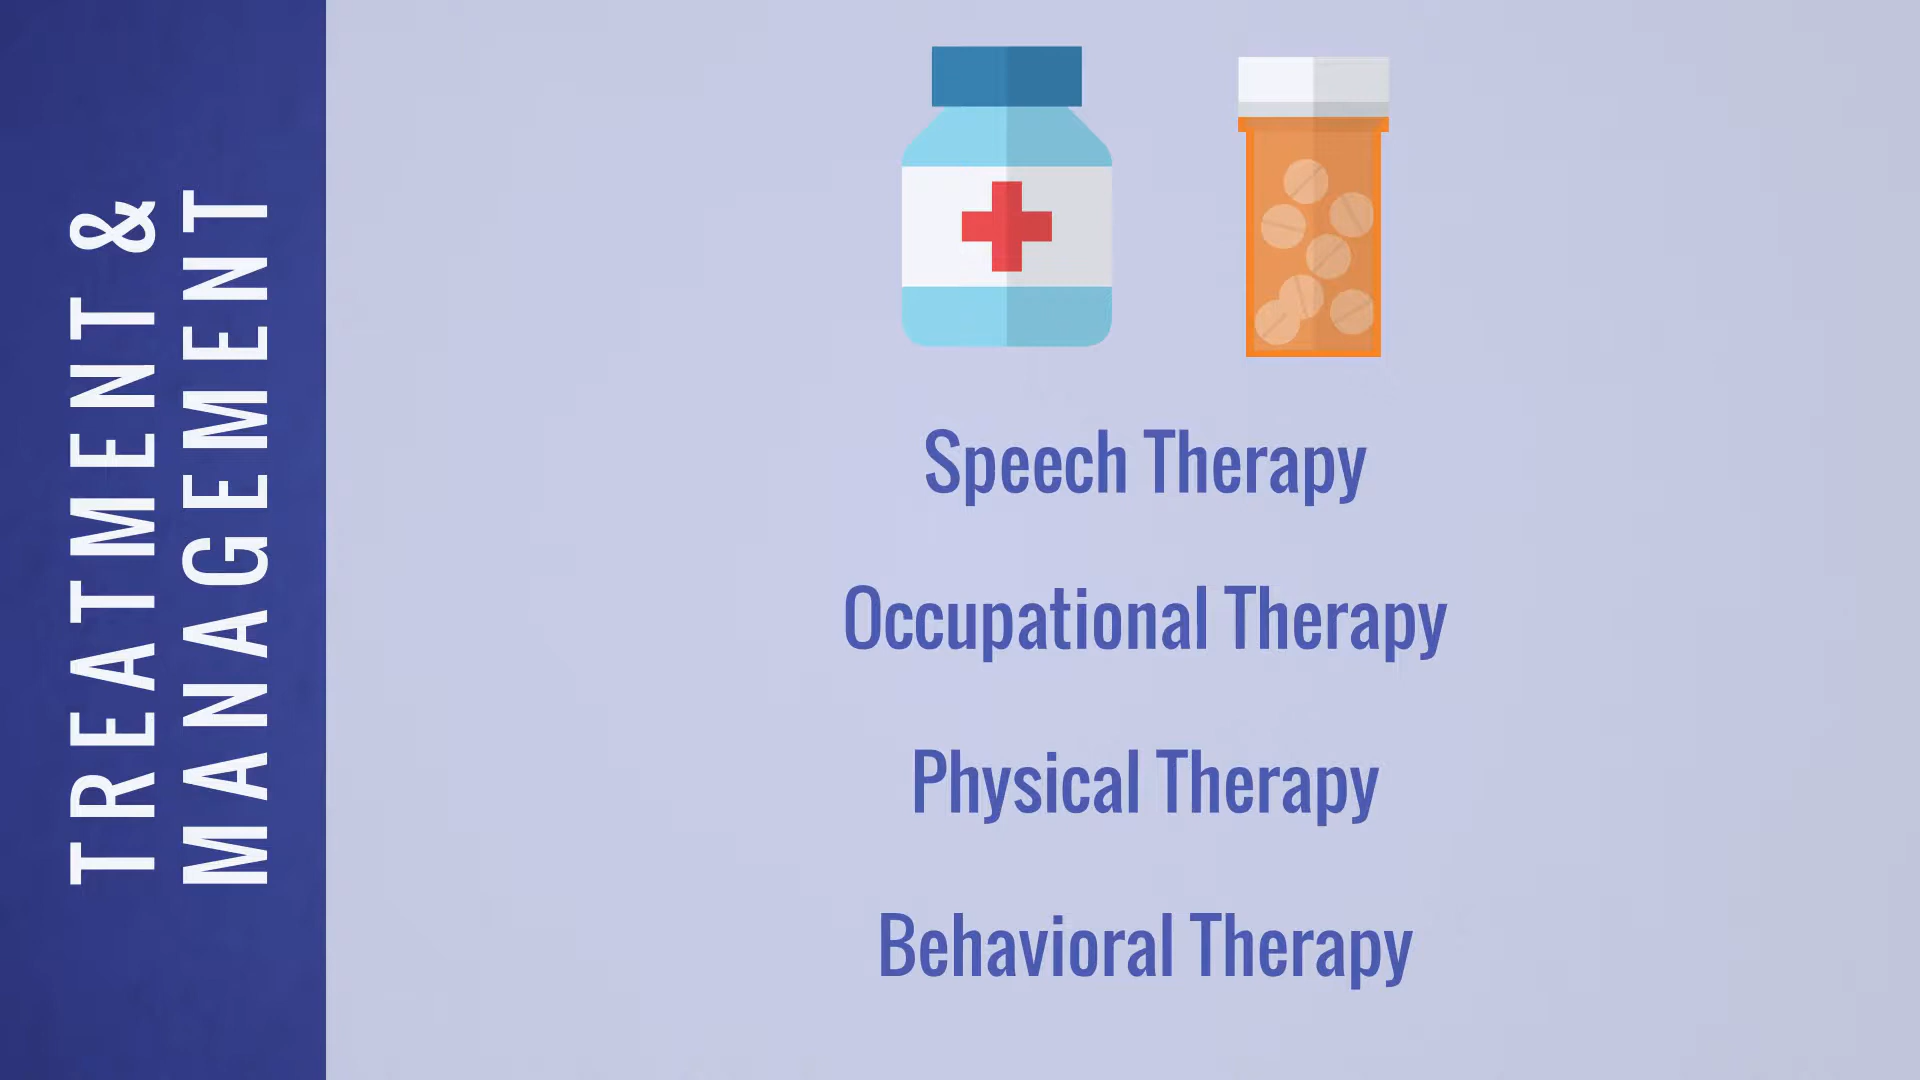 TREATMENT &
MANAGEMENT
Speech Therapy
Occupational Therapy
Physical Therapy
Behavioral Therapy